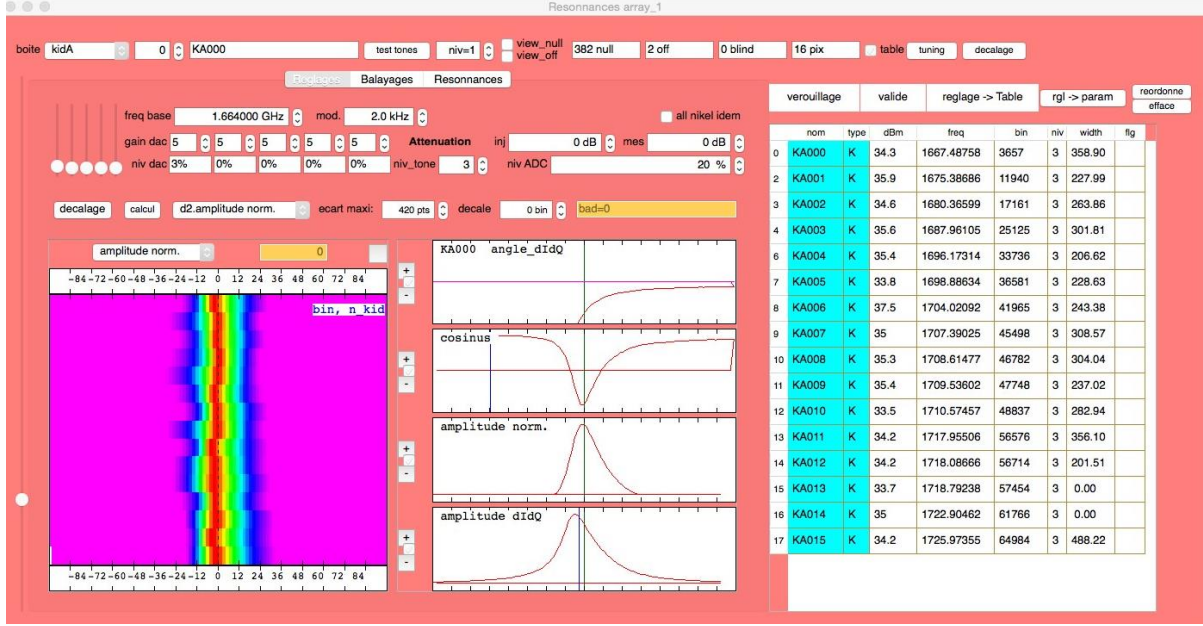 Resonnances array_1
boite kidA 0 KA000 test tones niv=1 view_null view_off 382 null 2 off 0 blind 16 pix table tuning decalage
Reglages Balayages Resonnances
freq base 1.664000 GHz mod. 2.0 kHz all nikel idem
gain dac 5 5 5 5 5 Attenuation inj 0 dB mes 0 dB
niv dac 3% 0% 0% 0% 0% niv_tone 3 niv ADC 20 %
decalage calcul d2.amplitude norm. ecart maxi: 420 pts decale 0 bin bad=0
amplitude norm. 0
-84 -72 -60 -48 -36 -24 -12 0 12 24 36 48 60 72 84
bin, n_kid
-84 -72 -60 -48 -36 -24 -12 0 12 24 36 48 60 72 84
+
-
KA000 angle_dIdQ
+
-
cosinus
+
-
amplitude norm.
+
-
amplitude dIdQ
verouillage valide reglage -> Table rgl -> param reordonne
efface
nom type dBm freq bin niv width flg
0 KA000 K 34.3 1667.48758 3657 3 358.90
2 KA001 K 35.9 1675.38686 11940 3 227.99
3 KA002 K 34.6 1680.36599 17161 3 263.86
4 KA003 K 35.6 1687.96105 25125 3 301.81
6 KA004 K 35.4 1696.17314 33736 3 206.62
7 KA005 K 33.8 1698.88634 36581 3 228.63
8 KA006 K 37.5 1704.02092 41965 3 243.38
9 KA007 K 35 1707.39025 45498 3 308.57
10 KA008 K 35.3 1708.61477 46782 3 304.04
11 KA009 K 35.4 1709.53602 47748 3 237.02
12 KA010 K 33.5 1710.57457 48837 3 282.94
13 KA011 K 34.2 1717.95506 56576 3 356.10
14 KA012 K 34.2 1718.08666 56714 3 201.51
15 KA013 K 33.7 1718.79238 57454 3 0.00
16 KA014 K 35 1722.90462 61766 3 0.00
17 KA015 K 34.2 1725.97355 64984 3 488.22